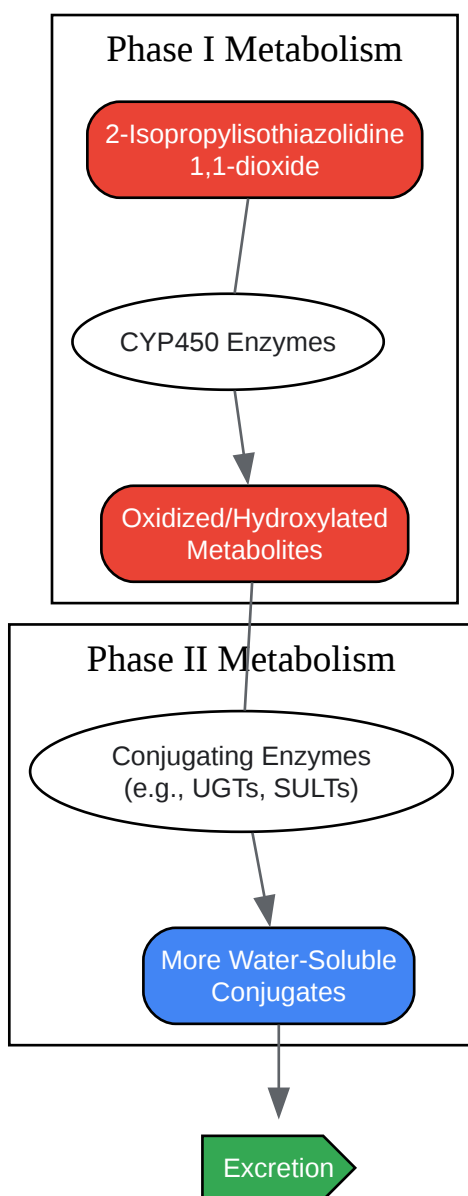 Phase I Metabolism
2-Isopropylisothiazolidine
1,1-dioxide
CYP450 Enzymes
Oxidized/Hydroxylated
Metabolites
Phase II Metabolism
Conjugating Enzymes
(e.g., UGTs, SULTs)
More Water-Soluble
Conjugates
Excretion